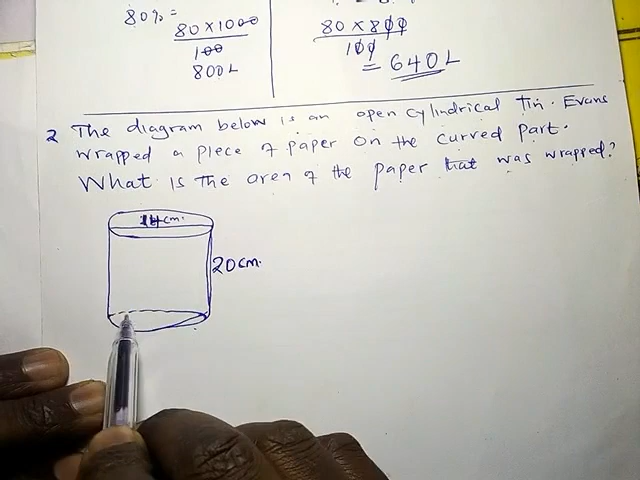 80% =
80 x 1000
100
800L
80 x 800
100
= 640L
2 The diagram below is an open cylindrical tin. Evans
wrapped a piece of paper on the curved part.
What is the area of the paper that was wrapped?
14cm.
20cm.